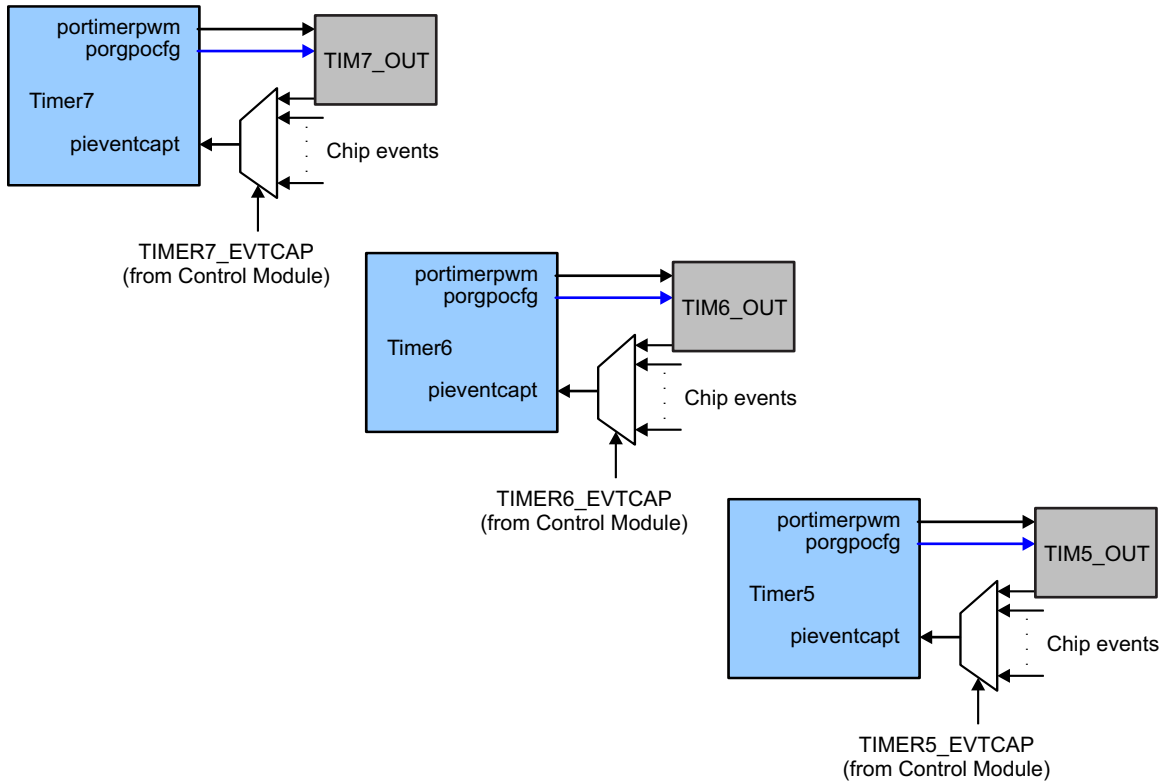 portimerpwm
porgpocfg
TIM7_OUT
Timer7
pieventcapt
Chip events
TIMER7_EVTCAP
(from Control Module)
portimerpwm
porgpocfg
TIM6_OUT
Timer6
pieventcapt
Chip events
TIMER6_EVTCAP
(from Control Module)
portimerpwm
porgpocfg
TIM5_OUT
Timer5
pieventcapt
Chip events
TIMER5_EVTCAP
(from Control Module)